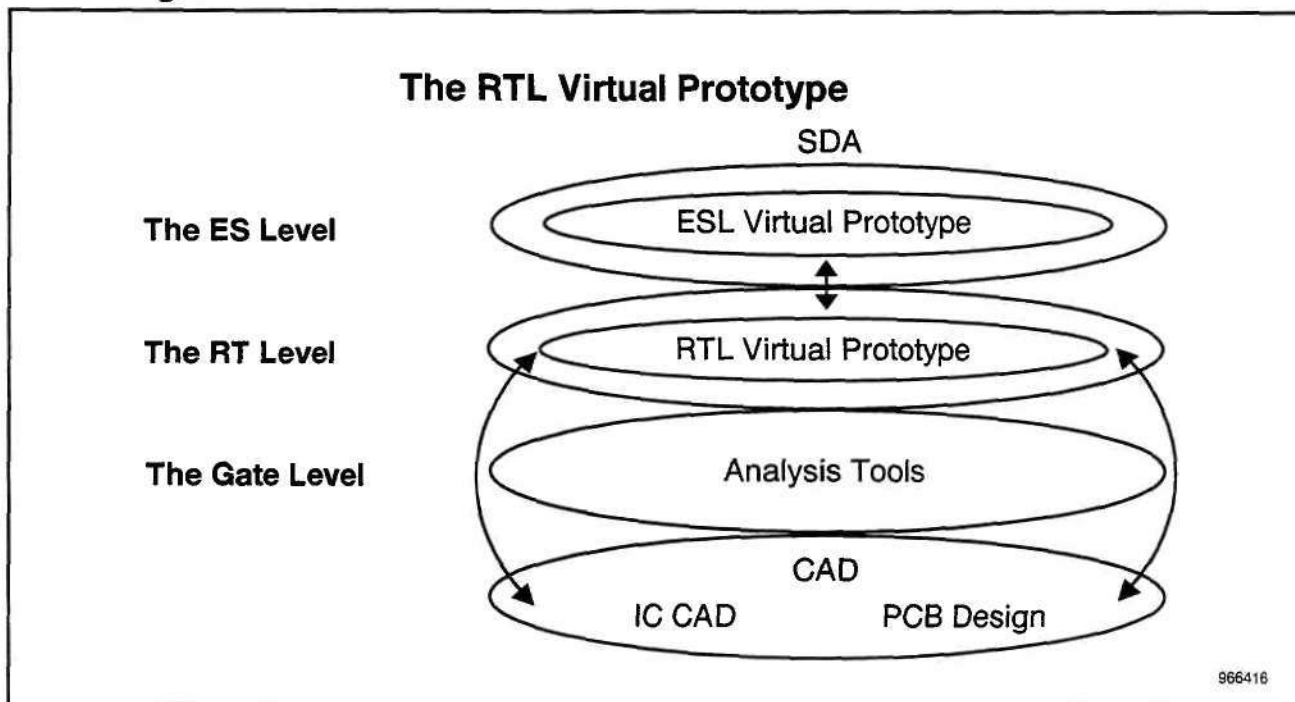 The RTL Virtual Prototype
SDA
The ES Level
ESL Virtual Prototype
The RT Level
RTL Virtual Prototype
The Gate Level
Analysis Tools
CAD
IC CAD
PCB Design
966416